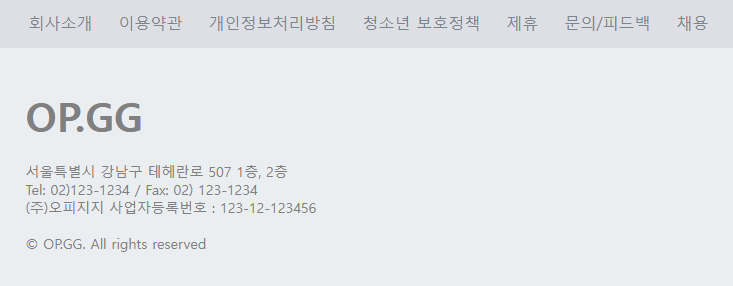 회사소개 이용약관 개인정보처리방침 청소년 보호정책 제휴 문의/피드백 채용
OP.GG
서울특별시 강남구 테헤란로 507 1층, 2층
Tel: 02)123-1234 / Fax: 02) 123-1234
(주)오피지지 사업자등록번호 : 123-12-123456
© OP.GG. All rights reserved